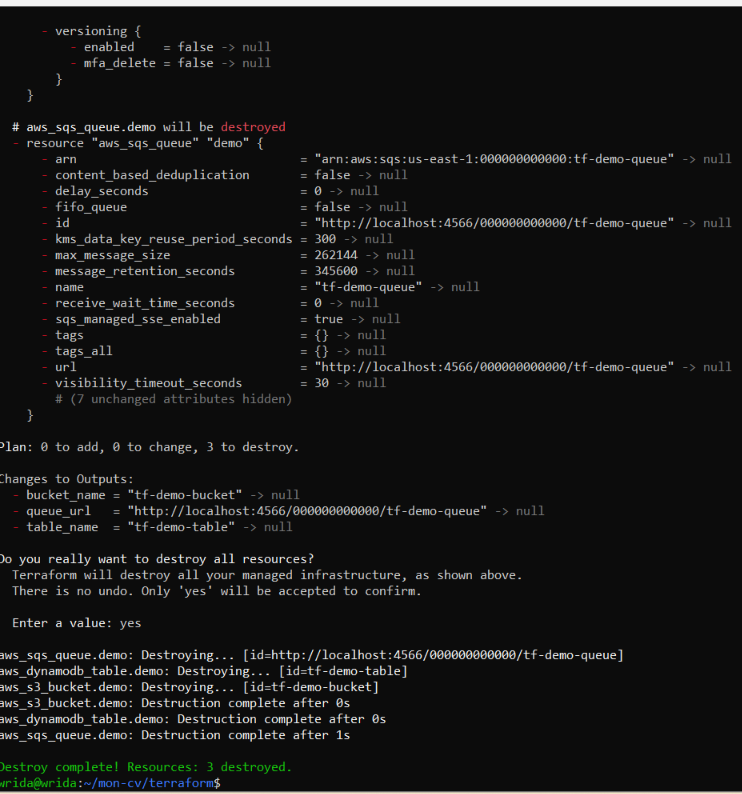 - versioning {
- enabled = false -> null
- mfa_delete = false -> null
}
}
# aws_sqs_queue.demo will be destroyed
- resource "aws_sqs_queue" "demo" {
- arn = "arn:aws:sqs:us-east-1:000000000000:tf-demo-queue" -> null
- content_based_deduplication = false -> null
- delay_seconds = 0 -> null
- fifo_queue = false -> null
- id = "http://localhost:4566/000000000000/tf-demo-queue" -> null
- kms_data_key_reuse_period_seconds = 300 -> null
- max_message_size = 262144 -> null
- message_retention_seconds = 345600 -> null
- name = "tf-demo-queue" -> null
- receive_wait_time_seconds = 0 -> null
- sqs_managed_sse_enabled = true -> null
- tags = {} -> null
- tags_all = {} -> null
- url = "http://localhost:4566/000000000000/tf-demo-queue" -> null
- visibility_timeout_seconds = 30 -> null
# (7 unchanged attributes hidden)
}
Plan: 0 to add, 0 to change, 3 to destroy.
Changes to Outputs:
- bucket_name = "tf-demo-bucket" -> null
- queue_url = "http://localhost:4566/000000000000/tf-demo-queue" -> null
- table_name = "tf-demo-table" -> null
Do you really want to destroy all resources?
Terraform will destroy all your managed infrastructure, as shown above.
There is no undo. Only 'yes' will be accepted to confirm.
Enter a value: yes
aws_sqs_queue.demo: Destroying... [id=http://localhost:4566/000000000000/tf-demo-queue]
aws_dynamodb_table.demo: Destroying... [id=tf-demo-table]
aws_s3_bucket.demo: Destroying... [id=tf-demo-bucket]
aws_s3_bucket.demo: Destruction complete after 0s
aws_dynamodb_table.demo: Destruction complete after 0s
aws_sqs_queue.demo: Destruction complete after 1s
Destroy complete! Resources: 3 destroyed.
wrida@wrida:~/mon-cv/terraform$